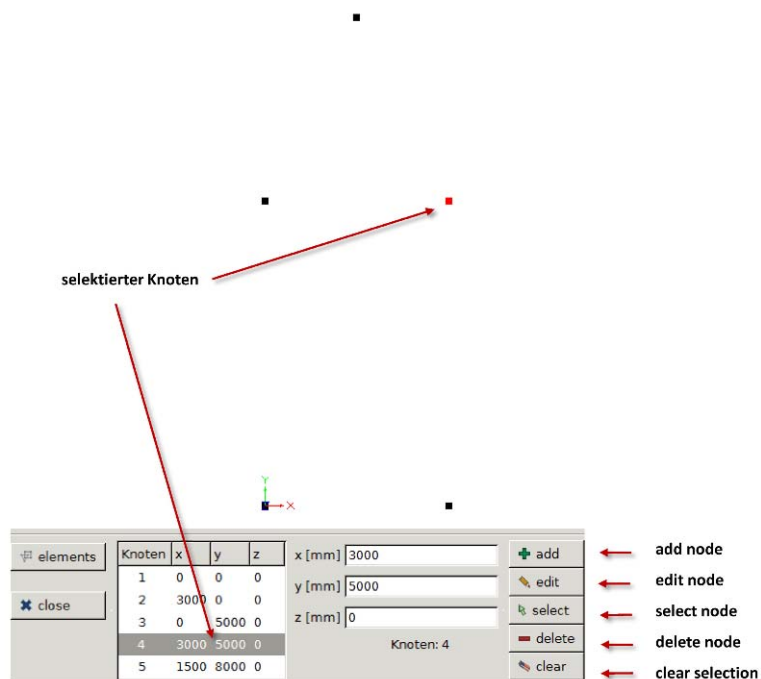 selektierter Knoten
Y
X
elements
close
Knoten x y z
1 0 0 0
2 3000 0 0
3 0 5000 0
4 3000 5000 0
5 1500 8000 0
x [mm] 3000
y [mm] 5000
z [mm] 0
Knoten: 4
add
edit
select
delete
clear
add node
edit node
select node
delete node
clear selection